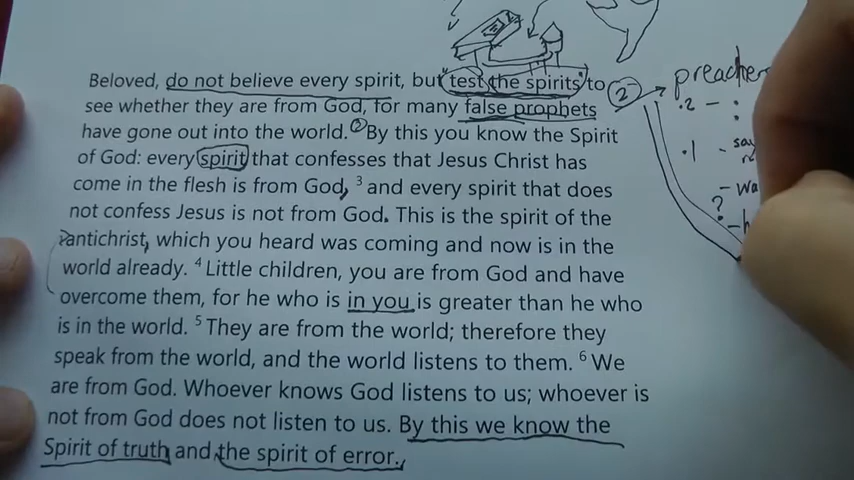 Beloved, do not believe every spirit, but "test the spirits" to
see whether they are from God, for many false prophets
have gone out into the world. ② By this you know the Spirit
of God: every spirit that confesses that Jesus Christ has
come in the flesh is from God, 3 and every spirit that does
not confess Jesus is not from God. This is the spirit of the
antichrist, which you heard was coming and now is in the
world already. 4 Little children, you are from God and have
overcome them, for he who is in you is greater than he who
is in the world. 5 They are from the world; therefore they
speak from the world, and the world listens to them. 6 We
are from God. Whoever knows God listens to us; whoever is
not from God does not listen to us. By this we know the
Spirit of truth and the spirit of error.
② preachers
.2 - :
.1 - say
- wa
?
- h